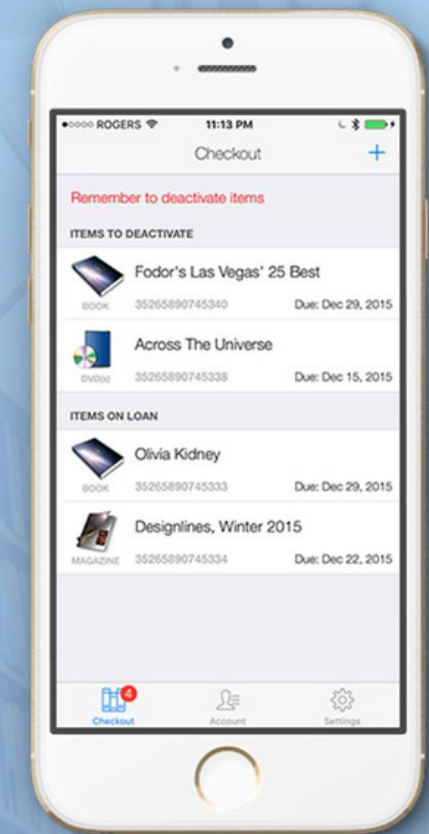 ROGERS 11:13 PM
Checkout +
Remember to deactivate items
ITEMS TO DEACTIVATE
Fodor's Las Vegas' 25 Best
BOOK 35265890745340 Due: Dec 29, 2015
Across The Universe
DVD(s) 35265890745338 Due: Dec 15, 2015
ITEMS ON LOAN
Olivia Kidney
BOOK 35265890745333 Due: Dec 29, 2015
Designlines, Winter 2015
MAGAZINE 35265890745334 Due: Dec 22, 2015
4
Checkout Account Settings